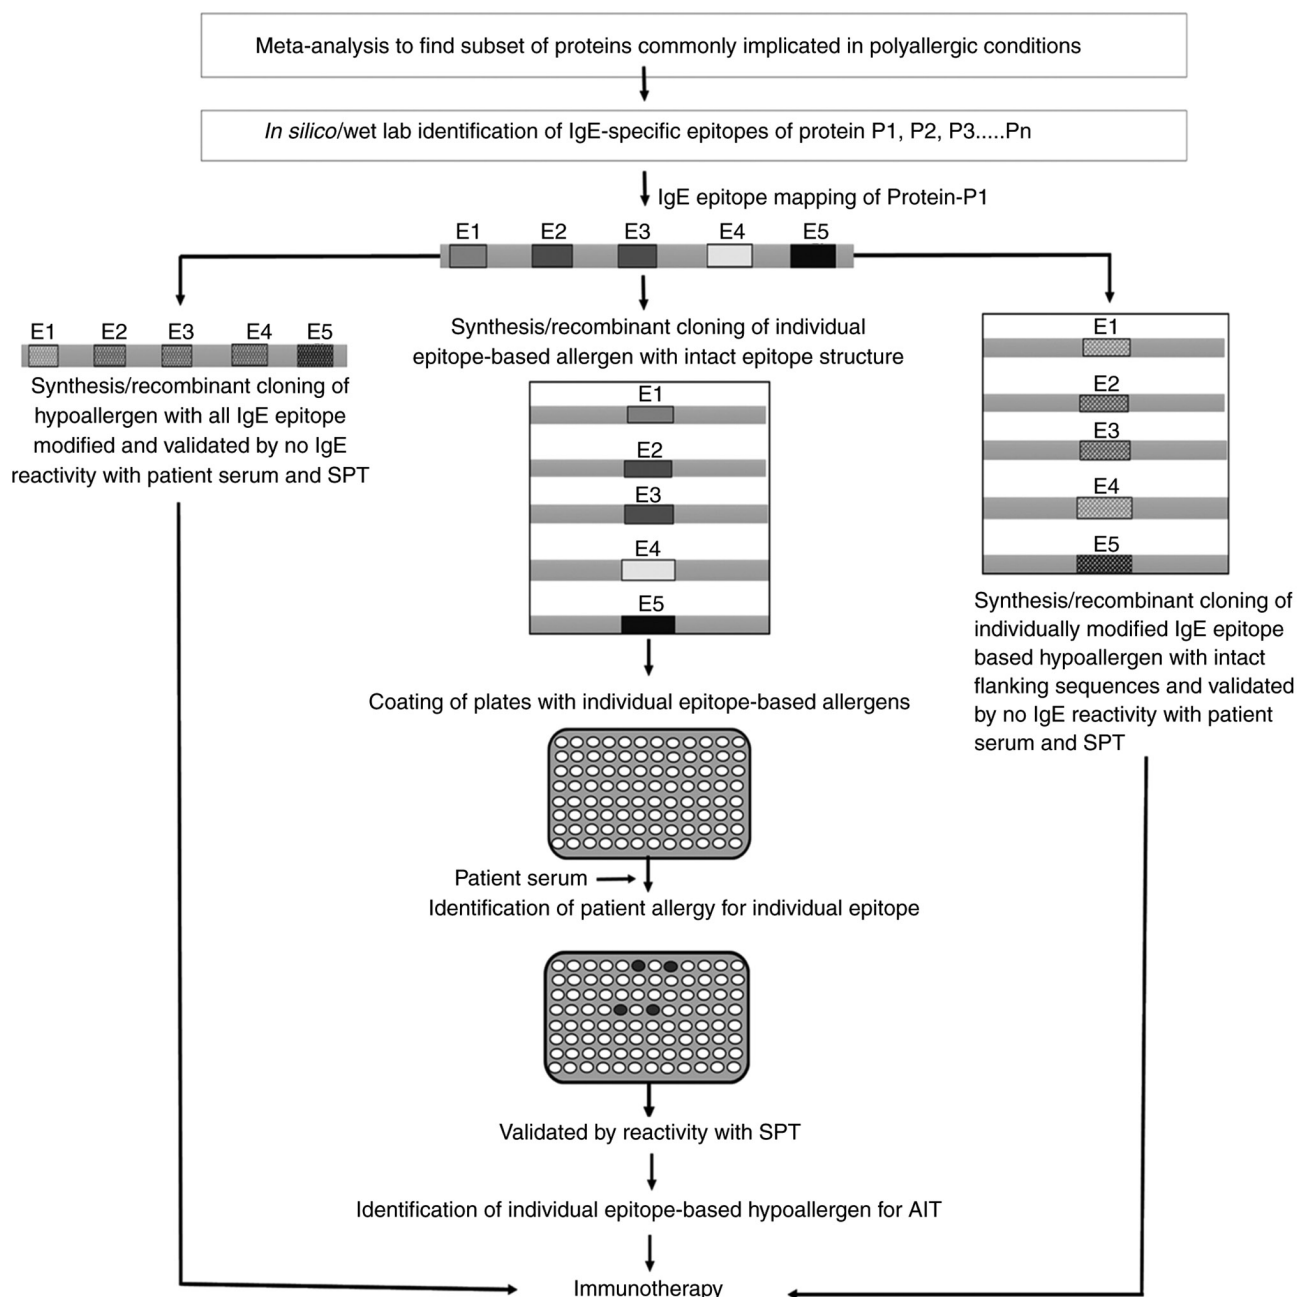 Meta-analysis to find subset of proteins commonly implicated in polyallergic conditions
In silico/wet lab identification of IgE-specific epitopes of protein P1, P2, P3.....Pn
IgE epitope mapping of Protein-P1
E1 E2 E3 E4 E5
E1 E2 E3 E4 E5
Synthesis/recombinant cloning of
hypoallergen with all IgE epitope
modified and validated by no IgE
reactivity with patient serum and SPT
Synthesis/recombinant cloning of individual
epitope-based allergen with intact epitope structure
E1
E2
E3
E4
E5
Coating of plates with individual epitope-based allergens
Patient serum
Identification of patient allergy for individual epitope
Validated by reactivity with SPT
Identification of individual epitope-based hypoallergen for AIT
E1
E2
E3
E4
E5
Synthesis/recombinant cloning of
individually modified IgE epitope
based hypoallergen with intact
flanking sequences and validated
by no IgE reactivity with patient
serum and SPT
Immunotherapy